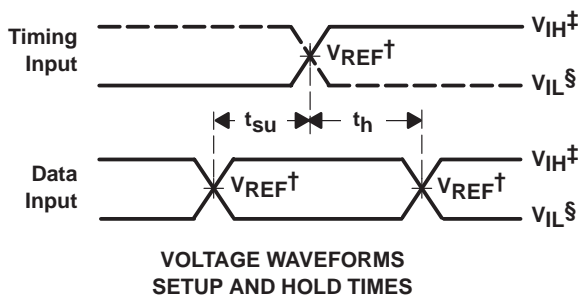 Timing
Input
VREF†
VIH‡
VIL§
tsu
th
Data
Input
VREF†
VREF†
VIH‡
VIL§
VOLTAGE WAVEFORMS
SETUP AND HOLD TIMES